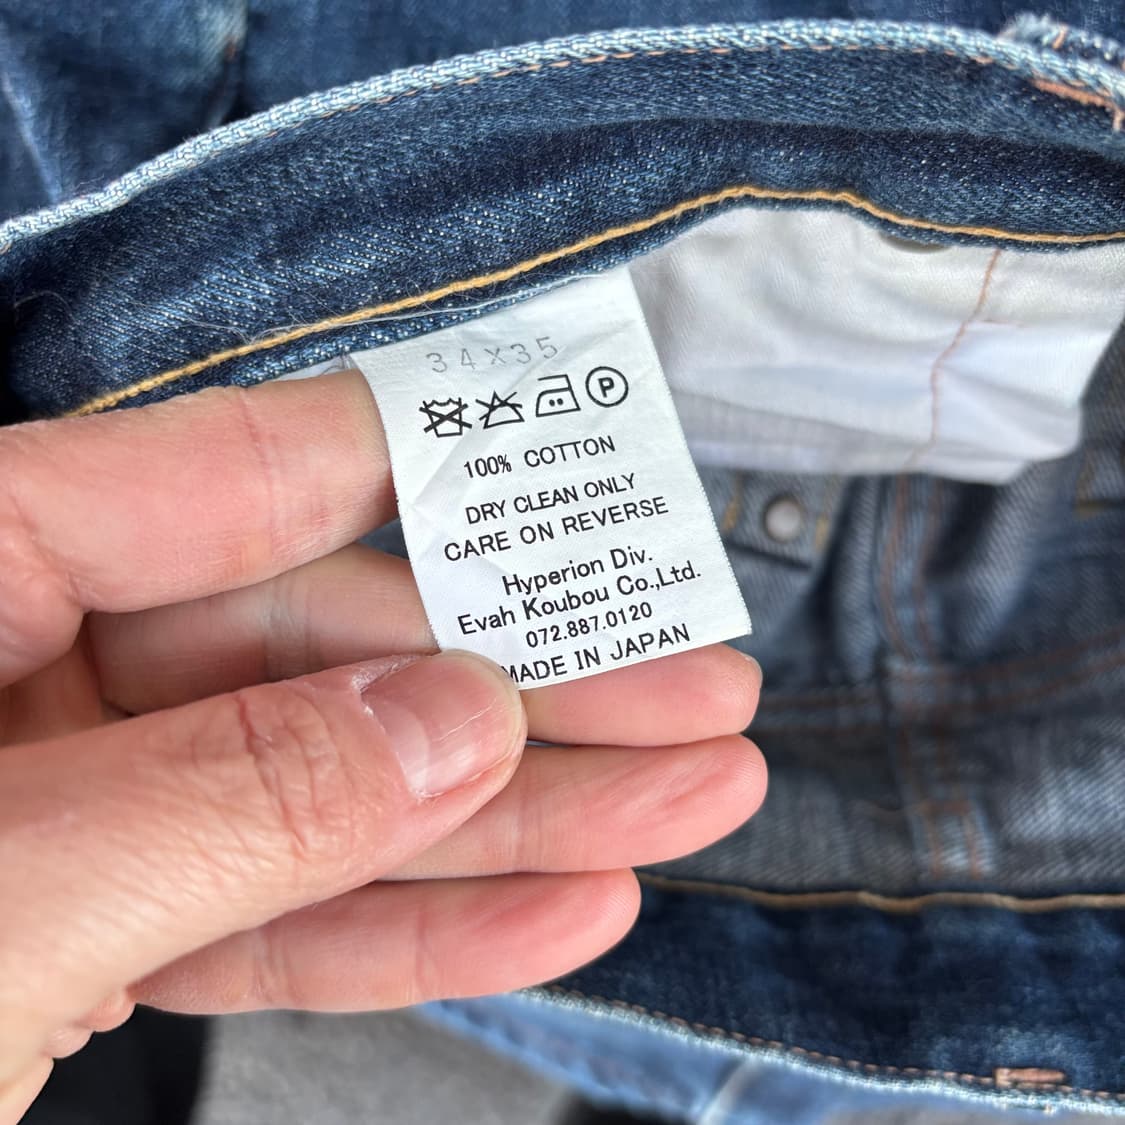 34X35
P
100% COTTON
DRY CLEAN ONLY
CARE ON REVERSE
Hyperion Div.
Evah Koubou Co.,Ltd.
072.887.0120
MADE IN JAPAN